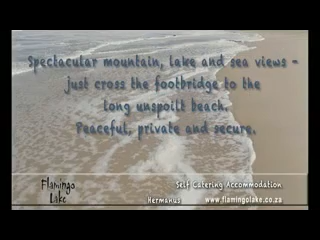 Spectacular mountain, lake and sea views -
just cross the footbridge to the
long unspoilt beach.
Peaceful, private and secure.
Flamingo
Lake
Self Catering Accommodation
Hermanus
www.flamingolake.co.za